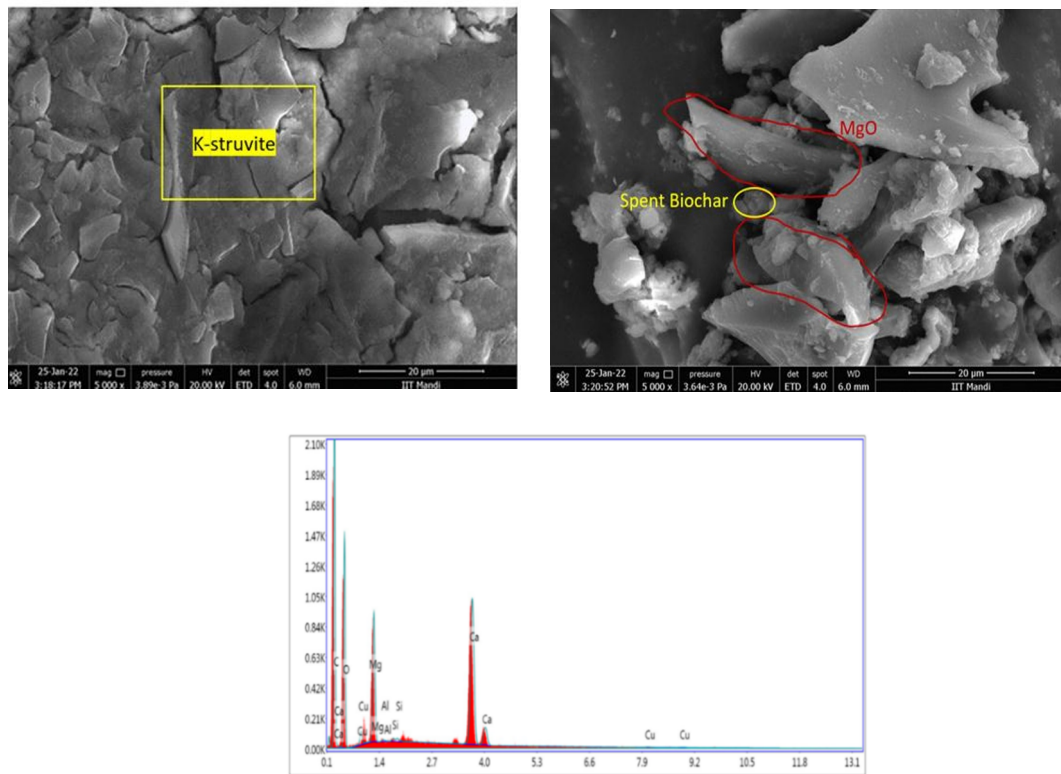 K-struvite
25-Jan-22 mag pressure HV det spot WD 20 μm
3:18:17 PM 5 000 x 3.89e-3 Pa 20.00 kV ETD 4.0 6.0 mm IIT Mandi
MgO
Spent Biochar
25-Jan-22 mag pressure HV det spot WD 20 μm
3:20:52 PM 5 000 x 3.64e-3 Pa 20.00 kV ETD 4.0 6.0 mm IIT Mandi
2.10K
1.89K
1.68K
1.47K
1.26K
1.05K
0.84K
0.63K
0.42K
0.21K
0.00K
C
O
Mg
Ca
Ca
Ca
Cu
Al
Si
Cu
Mg
Al
Si
Ca
Cu
Cu
0.1 1.4 2.7 4.0 5.3 6.6 7.9 9.2 10.5 11.8 13.1